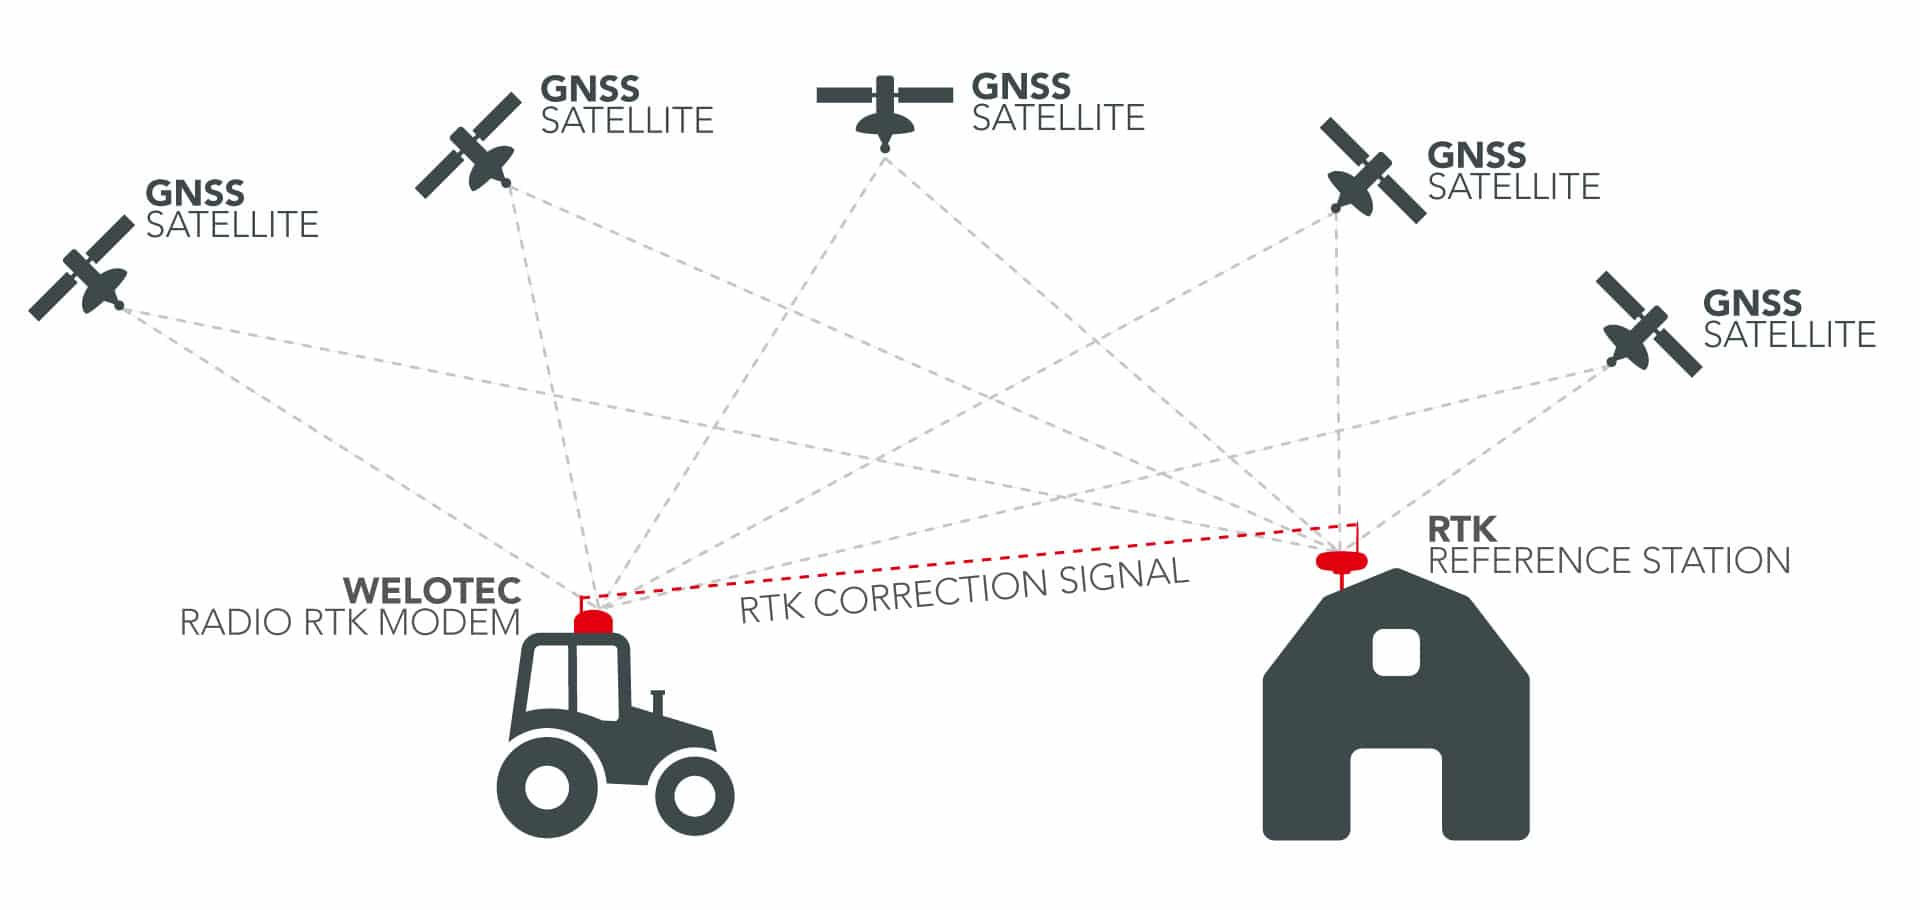 GNSS
SATELLITE
GNSS
SATELLITE
GNSS
SATELLITE
GNSS
SATELLITE
GNSS
SATELLITE
RTK
REFERENCE STATION
WELOTEC
RADIO RTK MODEM
RTK CORRECTION SIGNAL